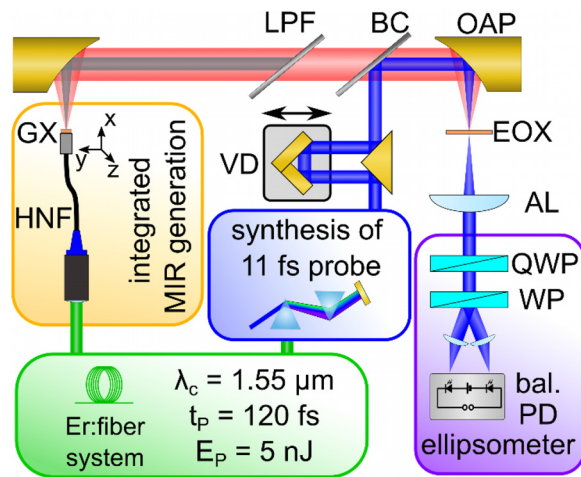 LPF
BC
OAP
GX
x
y
z
HNF
integrated
MIR generation
VD
EOX
AL
synthesis of
11 fs probe
QWP
WP
bal.
PD
ellipsometer
Er:fiber
system
λc = 1.55 µm
tP = 120 fs
EP = 5 nJ